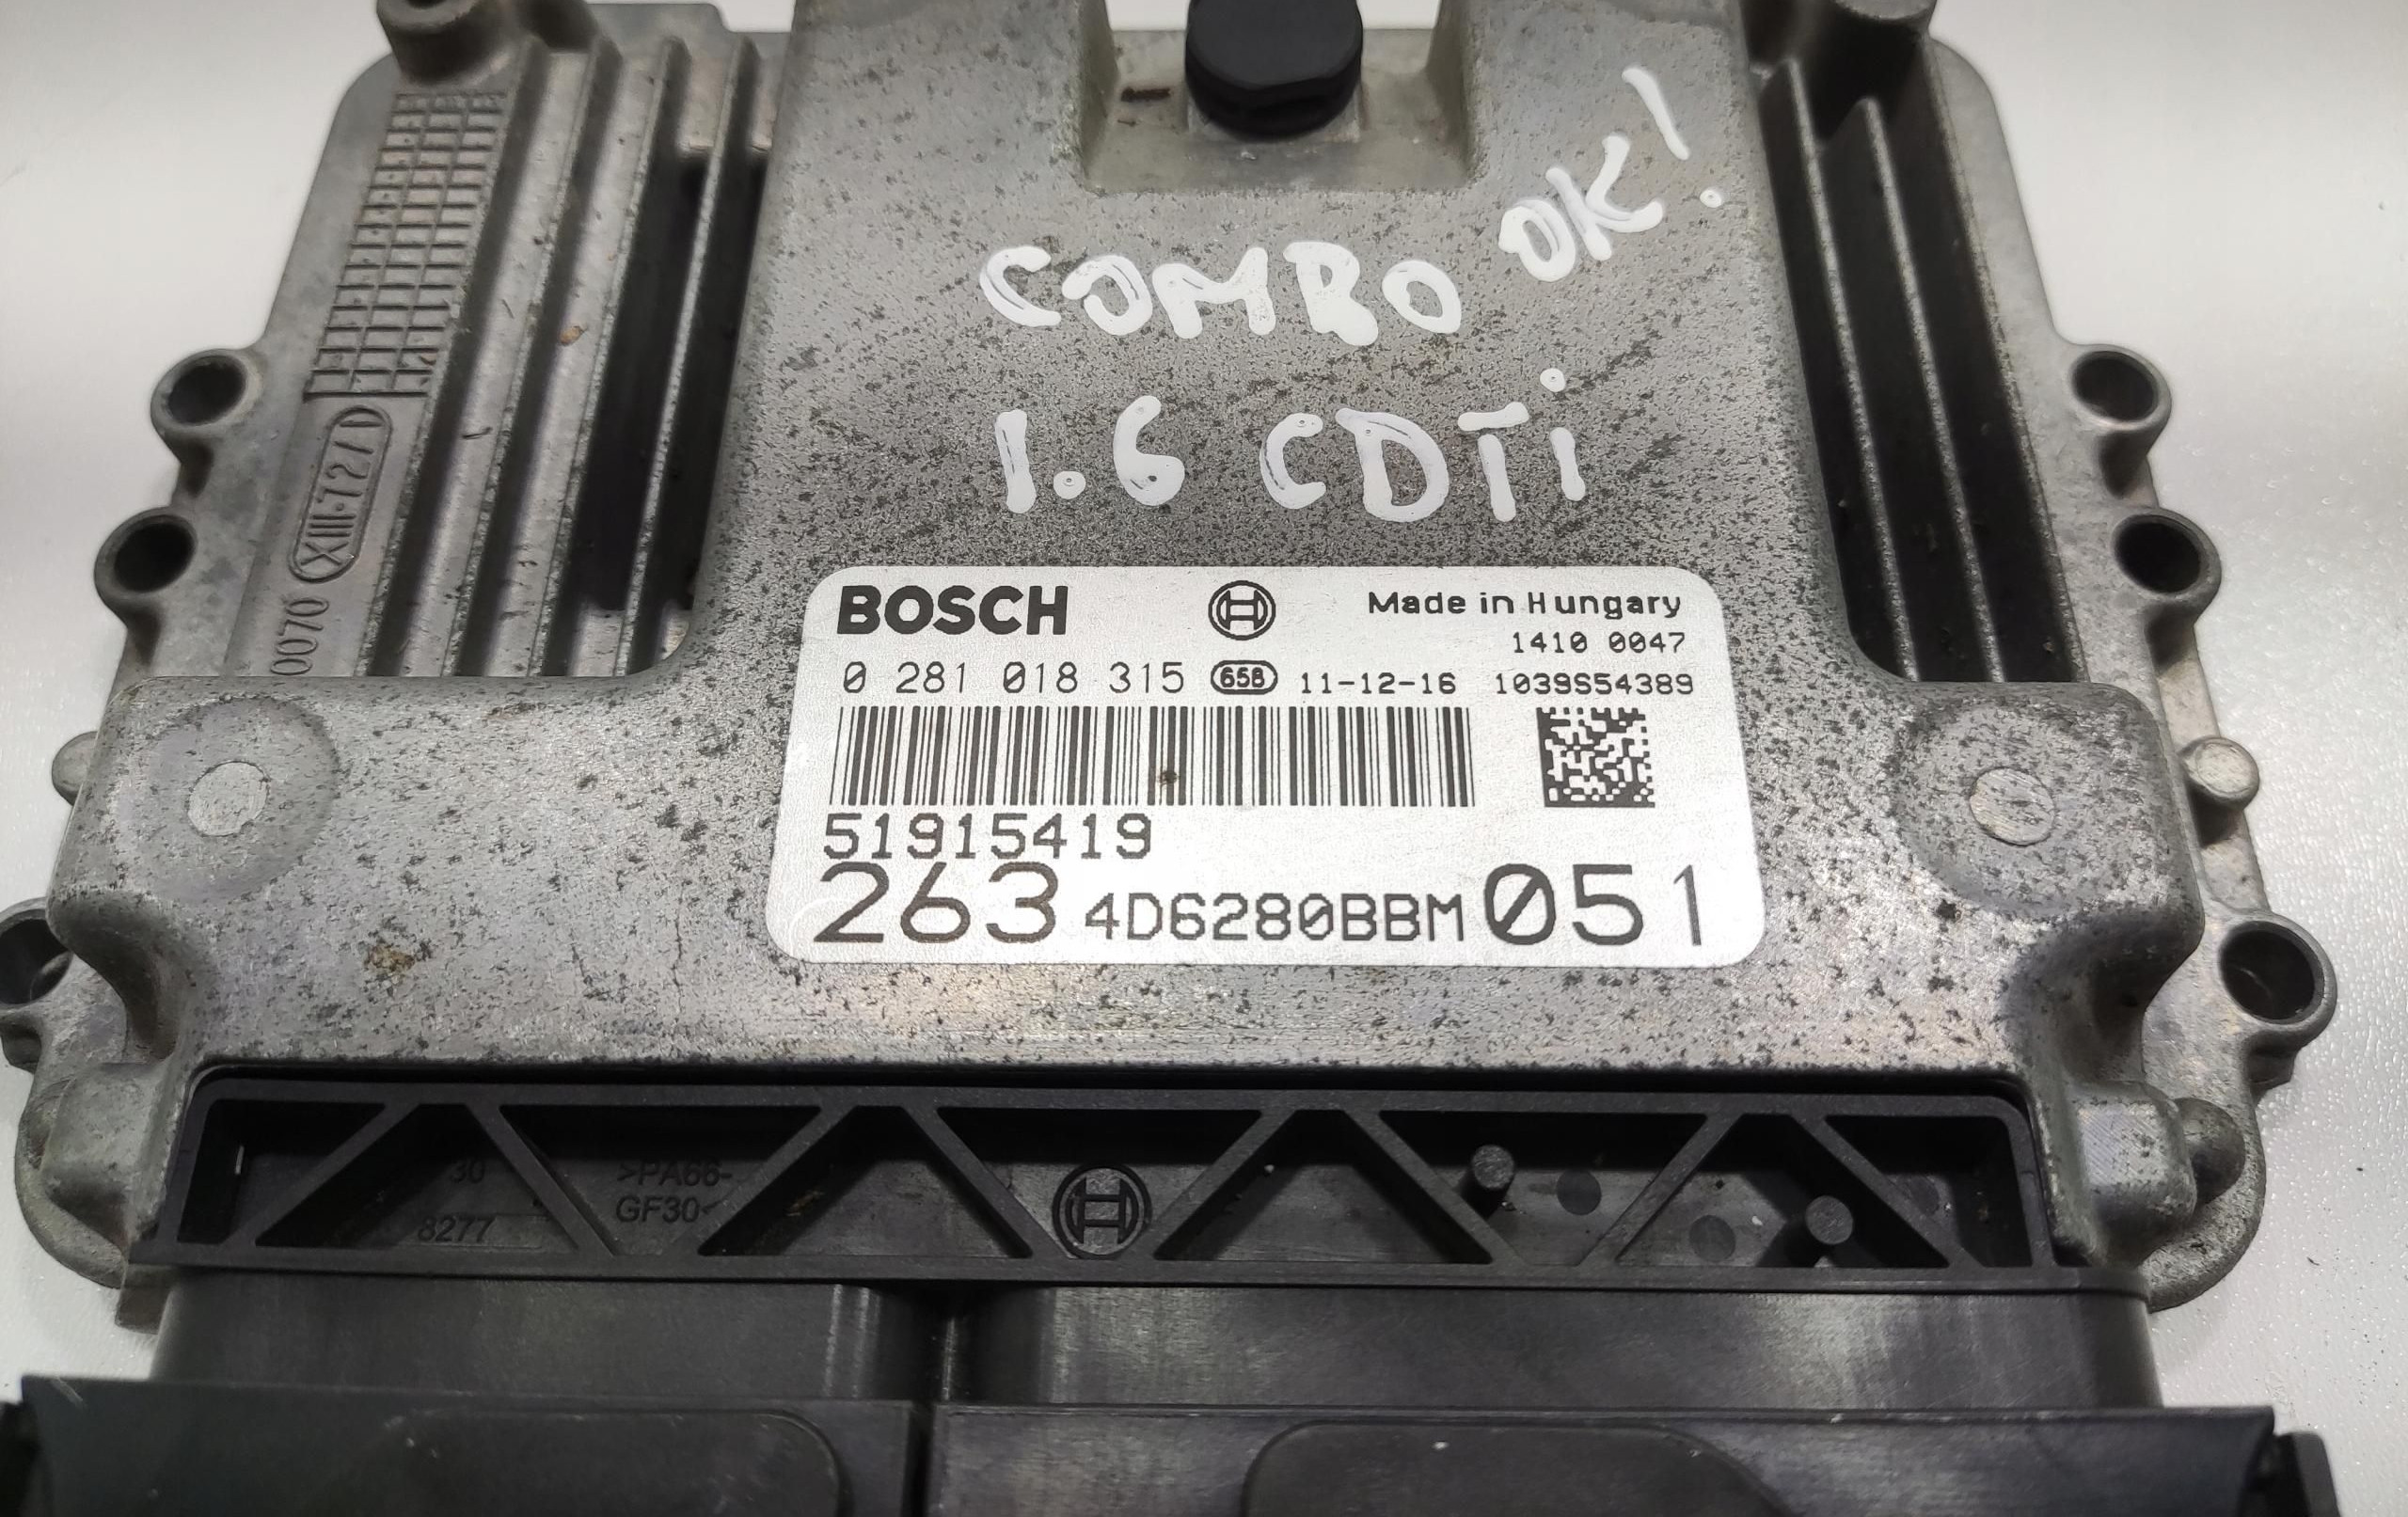 COMBO OK!
1.6 CDTi
XIII-727/D
0070
BOSCH
Made in Hungary
1410 0047
0 281 018 315 658 11-12-16 1039S54389
51915419
263 4D6280BBM 051
30
>PA66-
GF30<
8277